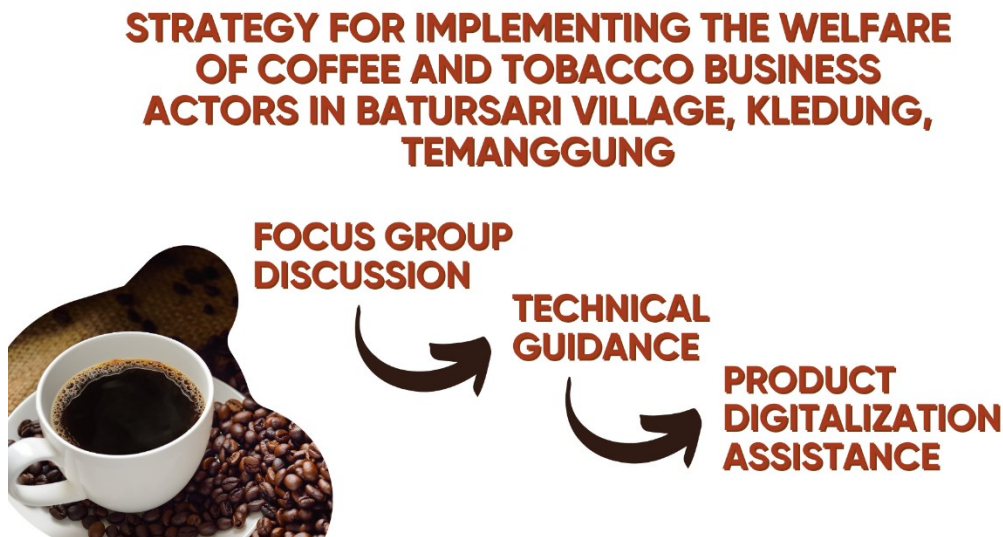 STRATEGY FOR IMPLEMENTING THE WELFARE
OF COFFEE AND TOBACCO BUSINESS
ACTORS IN BATURSARI VILLAGE, KLEDUNG,
TEMANGGUNG
FOCUS GROUP
DISCUSSION
TECHNICAL
GUIDANCE
PRODUCT
DIGITALIZATION
ASSISTANCE